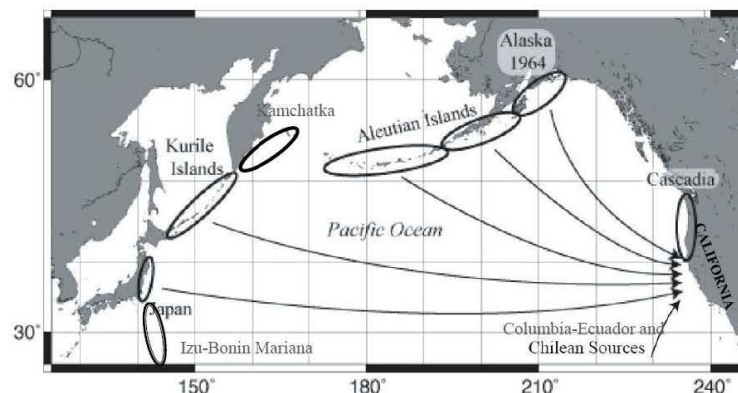 Alaska
1964
60°
Kamchatka
Aleutian Islands
Kurile
Islands
Cascadia
Pacific Ocean
CALIFORNIA
Japan
30°
Columbia-Ecuador and
Chilean Sources
Izu-Bonin Mariana
150°
180°
210°